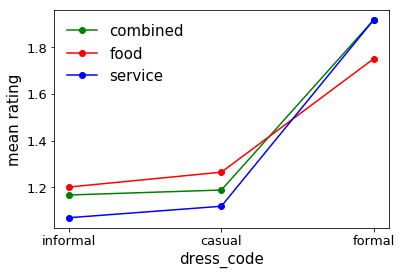 combined
food
service
mean rating
1.8
1.6
1.4
1.2
informal
casual
formal
dress_code